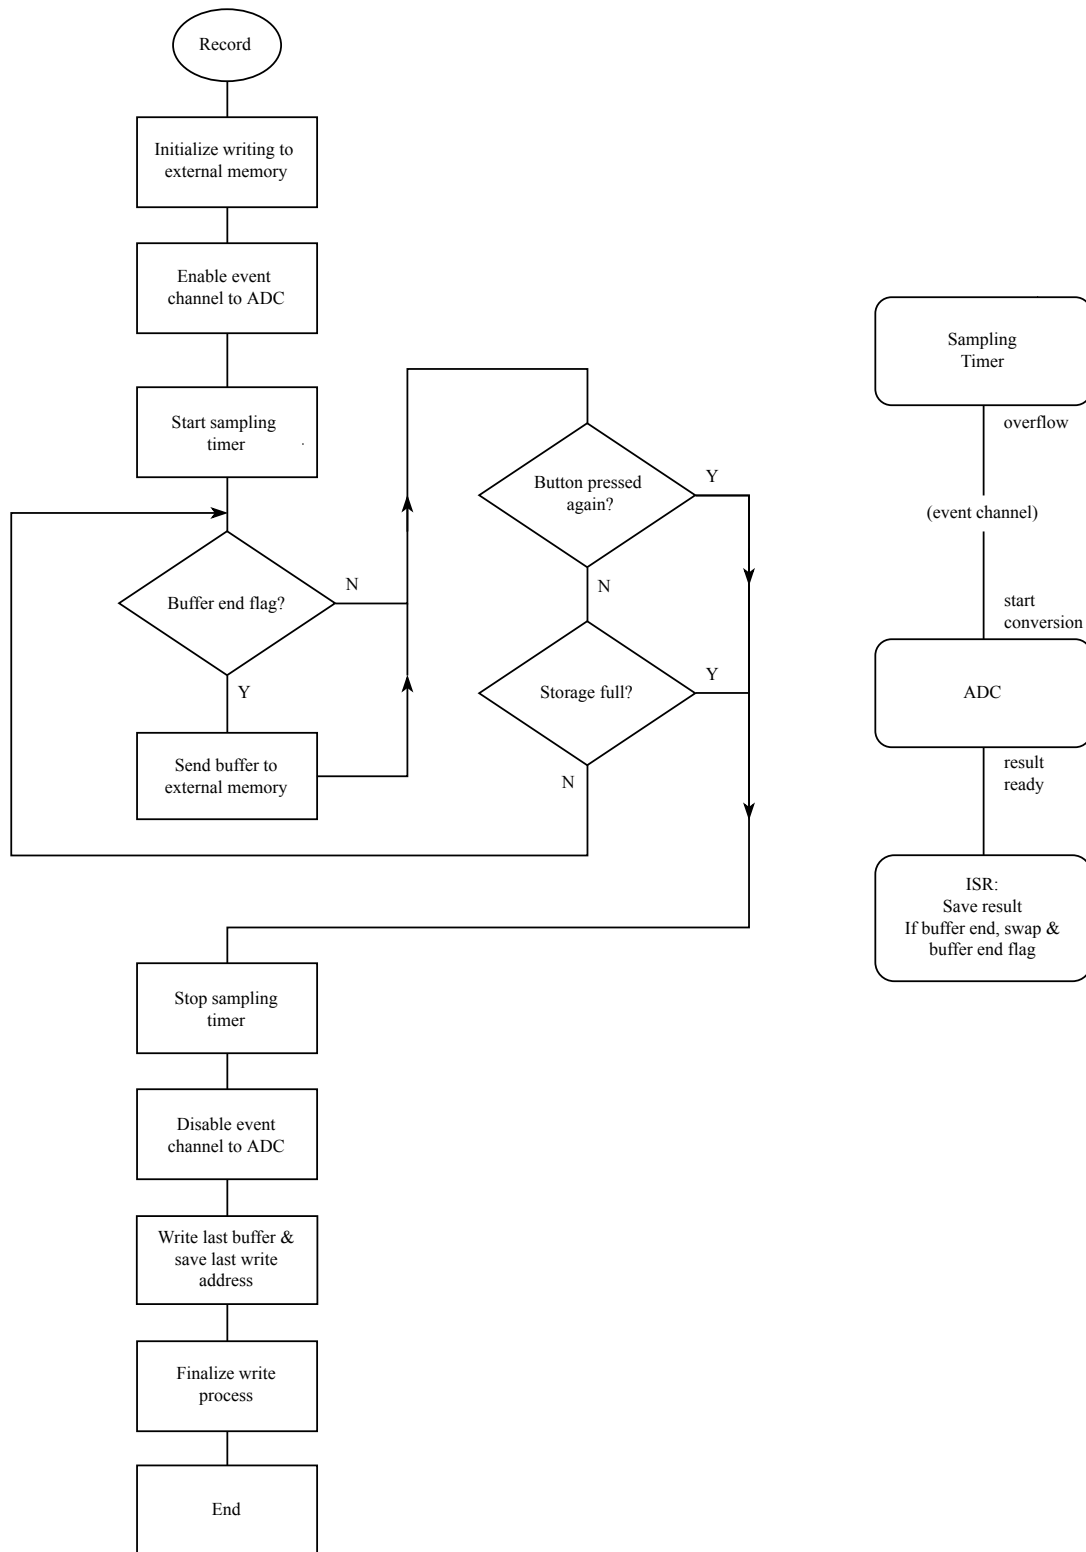 Record
Initialize writing to
external memory
Enable event
channel to ADC
Start sampling
timer
Buffer end flag?
N
Y
Send buffer to
external memory
Button pressed
again?
Y
N
Storage full?
Y
N
Stop sampling
timer
Disable event
channel to ADC
Write last buffer &
save last write
address
Finalize write
process
End
Sampling
Timer
overflow
(event channel)
start
conversion
ADC
result
ready
ISR:
Save result
If buffer end, swap &
buffer end flag